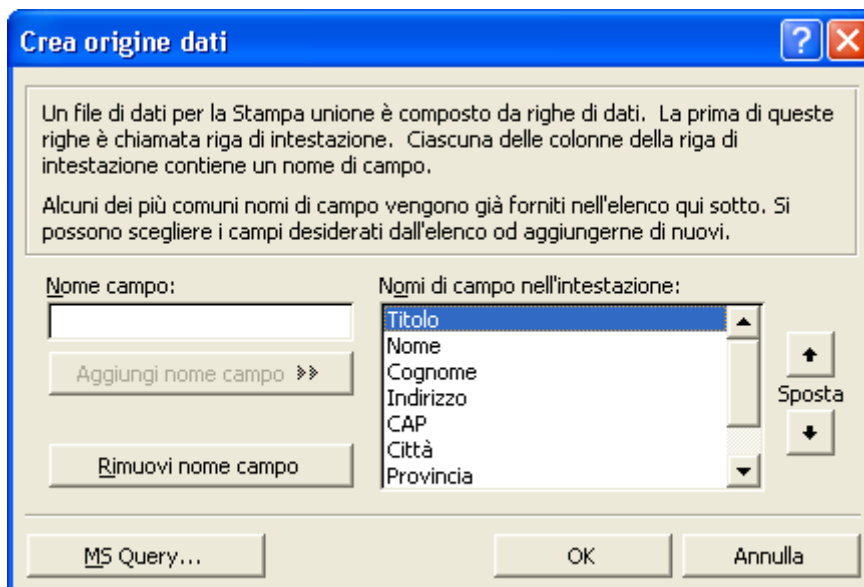 Crea origine dati
Un file di dati per la Stampa unione è composto da righe di dati. La prima di queste
righe è chiamata riga di intestazione. Ciascuna delle colonne della riga di
intestazione contiene un nome di campo.
Alcuni dei più comuni nomi di campo vengono già forniti nell'elenco qui sotto. Si
possono scegliere i campi desiderati dall'elenco od aggiungerne di nuovi.
Nome campo:
Nomi di campo nell'intestazione:
Aggiungi nome campo
Rimuovi nome campo
Titolo
Nome
Cognome
Indirizzo
CAP
Città
Provincia
Sposta
MS Query...
OK
Annulla